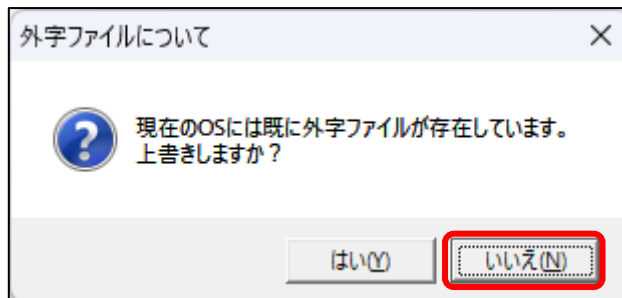 外字ファイルについて
現在のOSには既に外字ファイルが存在しています。
上書きしますか？
はい(Y)
いいえ(N)